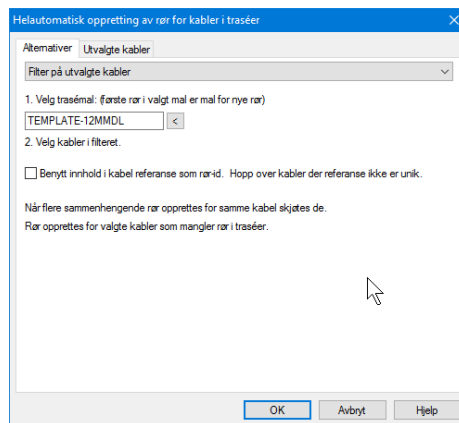 Helautomatisk oppretting av rør for kabler i traséer
Alternativer Utvalgte kabler
Filter på utvalgte kabler
1. Velg trasémal: (første rør i valgt mal er mal for nye rør)
TEMPLATE-12MMDL <
2. Velg kabler i filteret.
Benytt innhold i kabel referanse som rør-id. Hopp over kabler der referanse ikke er unik.
Når flere sammenhengende rør opprettes for samme kabel skjøtes de.
Rør opprettes for valgte kabler som mangler rør i traséer.
OK Avbryt Hjelp